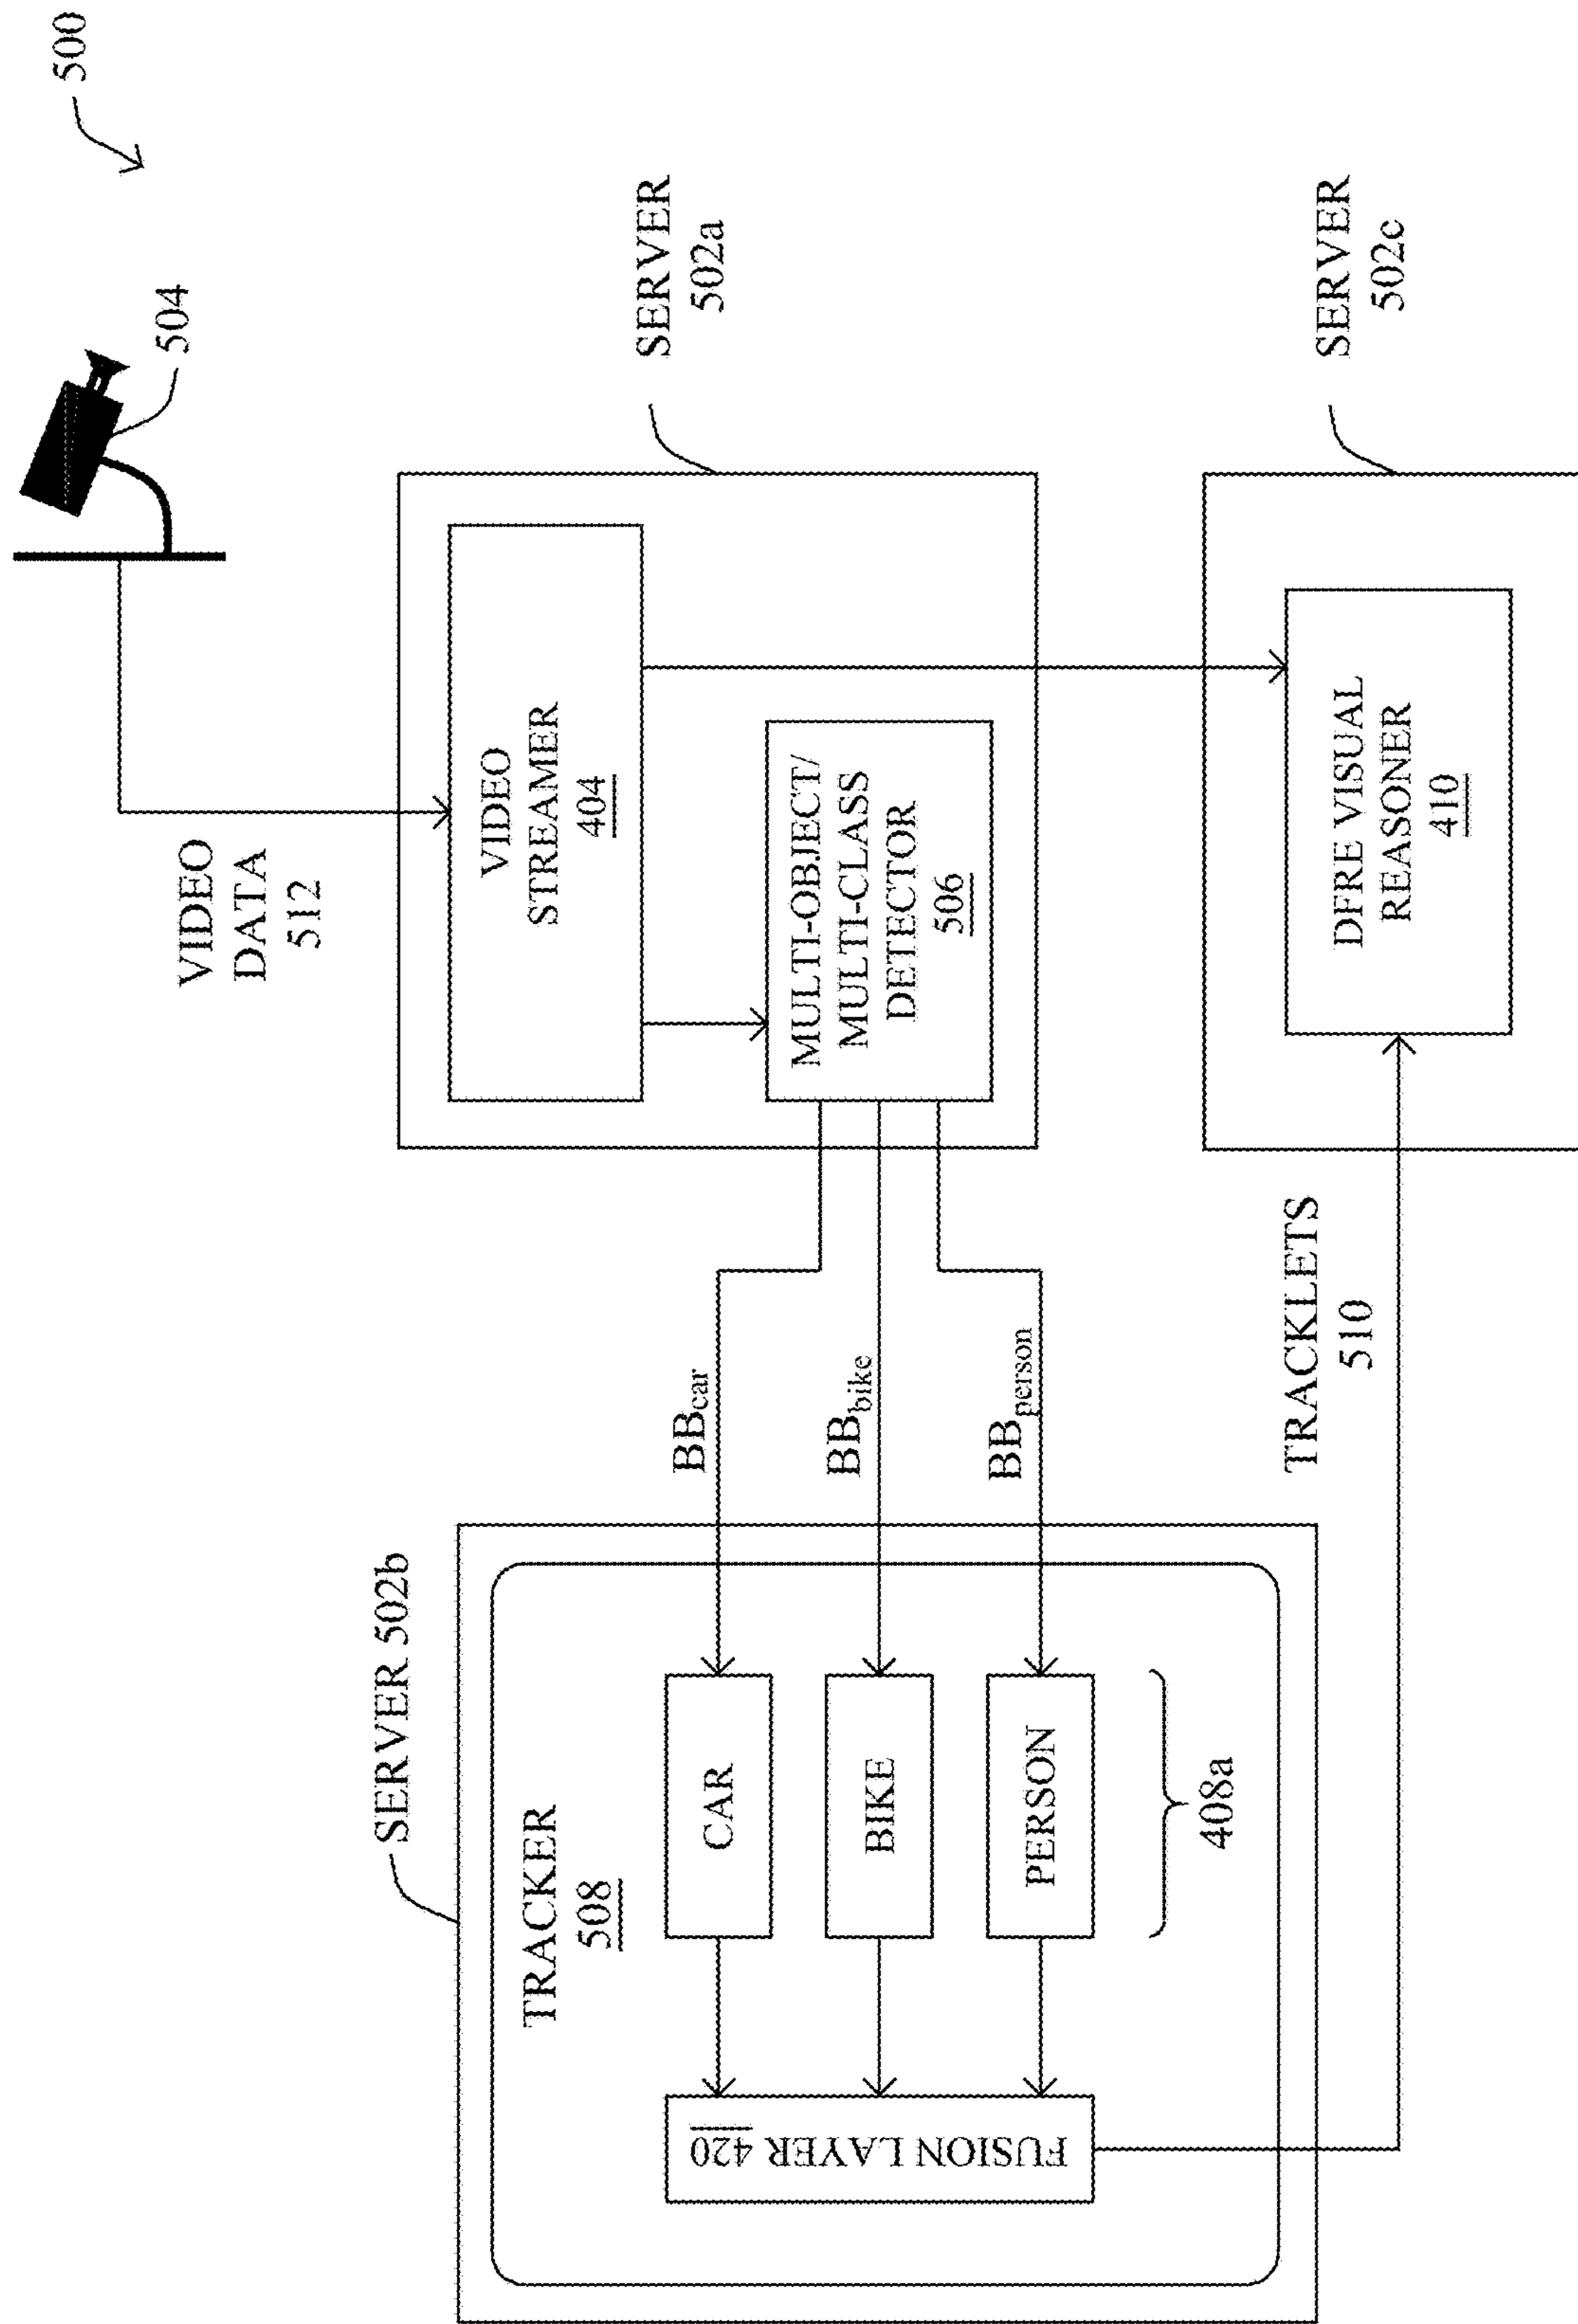 500
504
VIDEO
DATA
512
SERVER
502a
VIDEO
STREAMER
404
MULTI-OBJECT/
MULTI-CLASS
DETECTOR
506
SERVER 502b
TRACKER
508
BBcar
BBbike
BBperson
CAR
BIKE
PERSON
408a
FUSION LAYER 420
TRACKLETS
510
SERVER
502c
DFRE VISUAL
REASONER
410